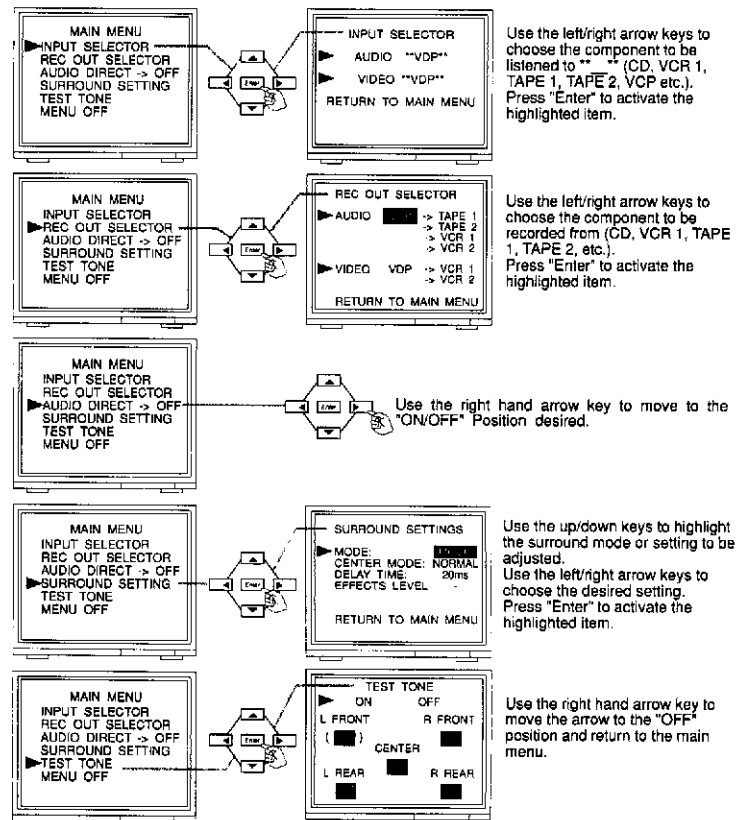 MAIN MENU
INPUT SELECTOR
REC OUT SELECTOR
AUDIO DIRECT -> OFF
SURROUND SETTING
TEST TONE
MENU OFF
Enter
INPUT SELECTOR
AUDIO "VDP"
VIDEO "VDP"
RETURN TO MAIN MENU
Use the left/right arrow keys to
choose the component to be
listened to "__" (CD, VCR 1,
TAPE 1, TAPE 2, VCP etc.).
Press "Enter" to activate the
highlighted item.
MAIN MENU
INPUT SELECTOR
REC OUT SELECTOR
AUDIO DIRECT -> OFF
SURROUND SETTING
TEST TONE
MENU OFF
Enter
REC OUT SELECTOR
AUDIO -> TAPE 1
-> TAPE 2
-> VCR 1
-> VCR 2
VIDEO VDP -> VCR 1
-> VCR 2
RETURN TO MAIN MENU
Use the left/right arrow keys to
choose the component to be
recorded from (CD, VCR 1, TAPE
1, TAPE 2, etc.).
Press "Enter" to activate the
highlighted item.
MAIN MENU
INPUT SELECTOR
REC OUT SELECTOR
AUDIO DIRECT -> OFF
SURROUND SETTING
TEST TONE
MENU OFF
Enter
Use the right hand arrow key to move to the
"ON/OFF" Position desired.
MAIN MENU
INPUT SELECTOR
REC OUT SELECTOR
AUDIO DIRECT -> OFF
SURROUND SETTING
TEST TONE
MENU OFF
Enter
SURROUND SETTINGS
MODE:
CENTER MODE: NORMAL
DELAY TIME: 20ms
EFFECTS LEVEL -
RETURN TO MAIN MENU
Use the up/down keys to highlight
the surround mode or setting to be
adjusted.
Use the left/right arrow keys to
choose the desired setting.
Press "Enter" to activate the
highlighted item.
MAIN MENU
INPUT SELECTOR
REC OUT SELECTOR
AUDIO DIRECT -> OFF
SURROUND SETTING
TEST TONE
MENU OFF
Enter
TEST TONE
ON OFF
L FRONT R FRONT
( )
CENTER
L REAR R REAR
Use the right hand arrow key to
move the arrow to the "OFF"
position and return to the main
menu.